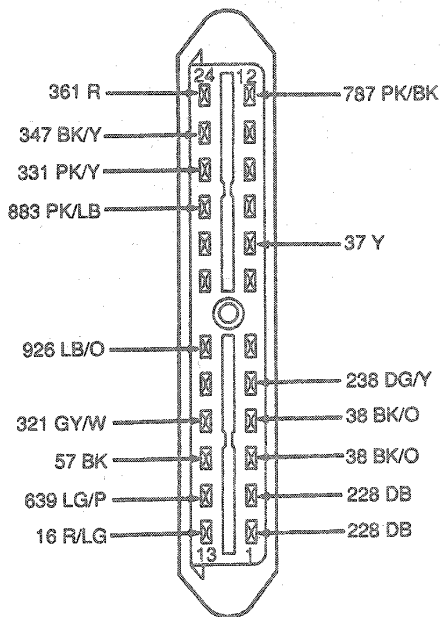 24 12
361 R 787 PK/BK
347 BK/Y
331 PK/Y
883 PK/LB
37 Y
926 LB/O
238 DG/Y
321 GY/W 38 BK/O
57 BK 38 BK/O
639 LG/P 228 DB
16 R/LG 228 DB
13 1